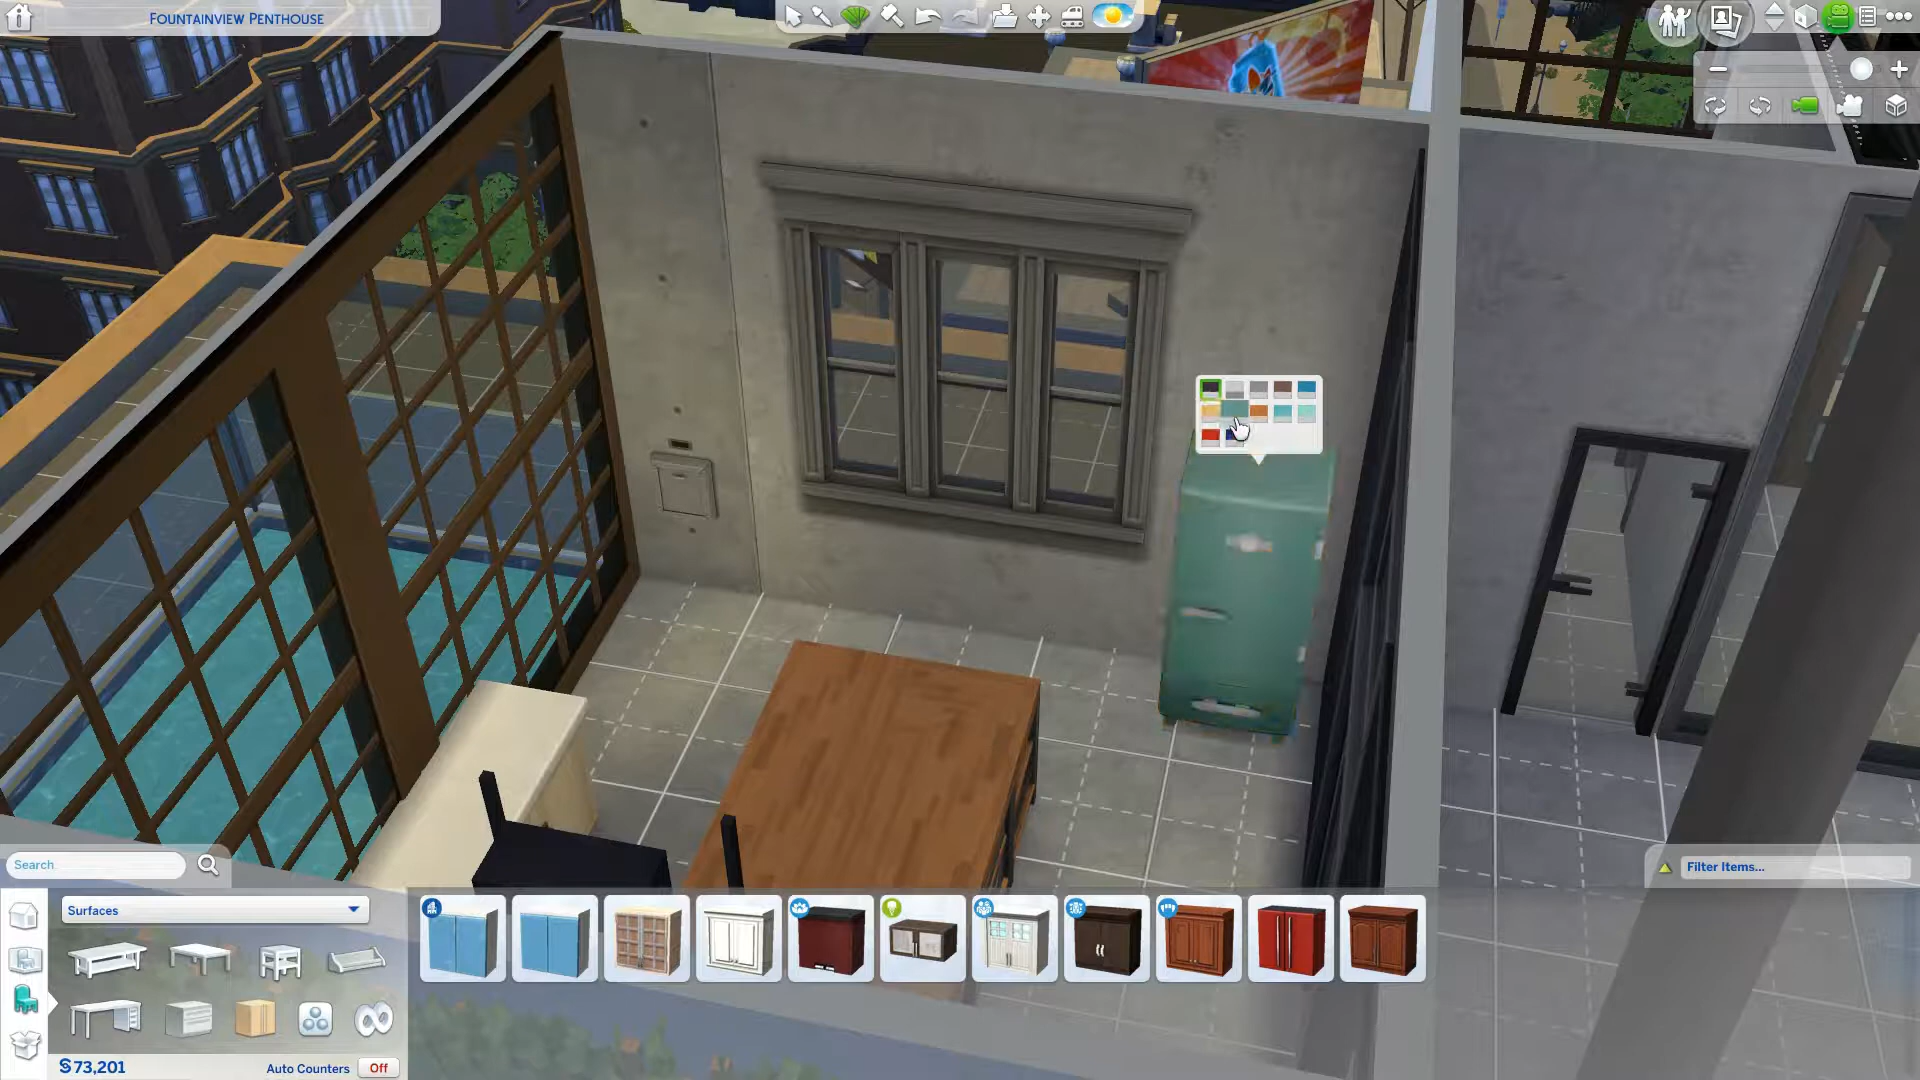 Fountainview Penthouse
Search
Filter Items...
Surfaces
§73,201
Auto Counters
Off